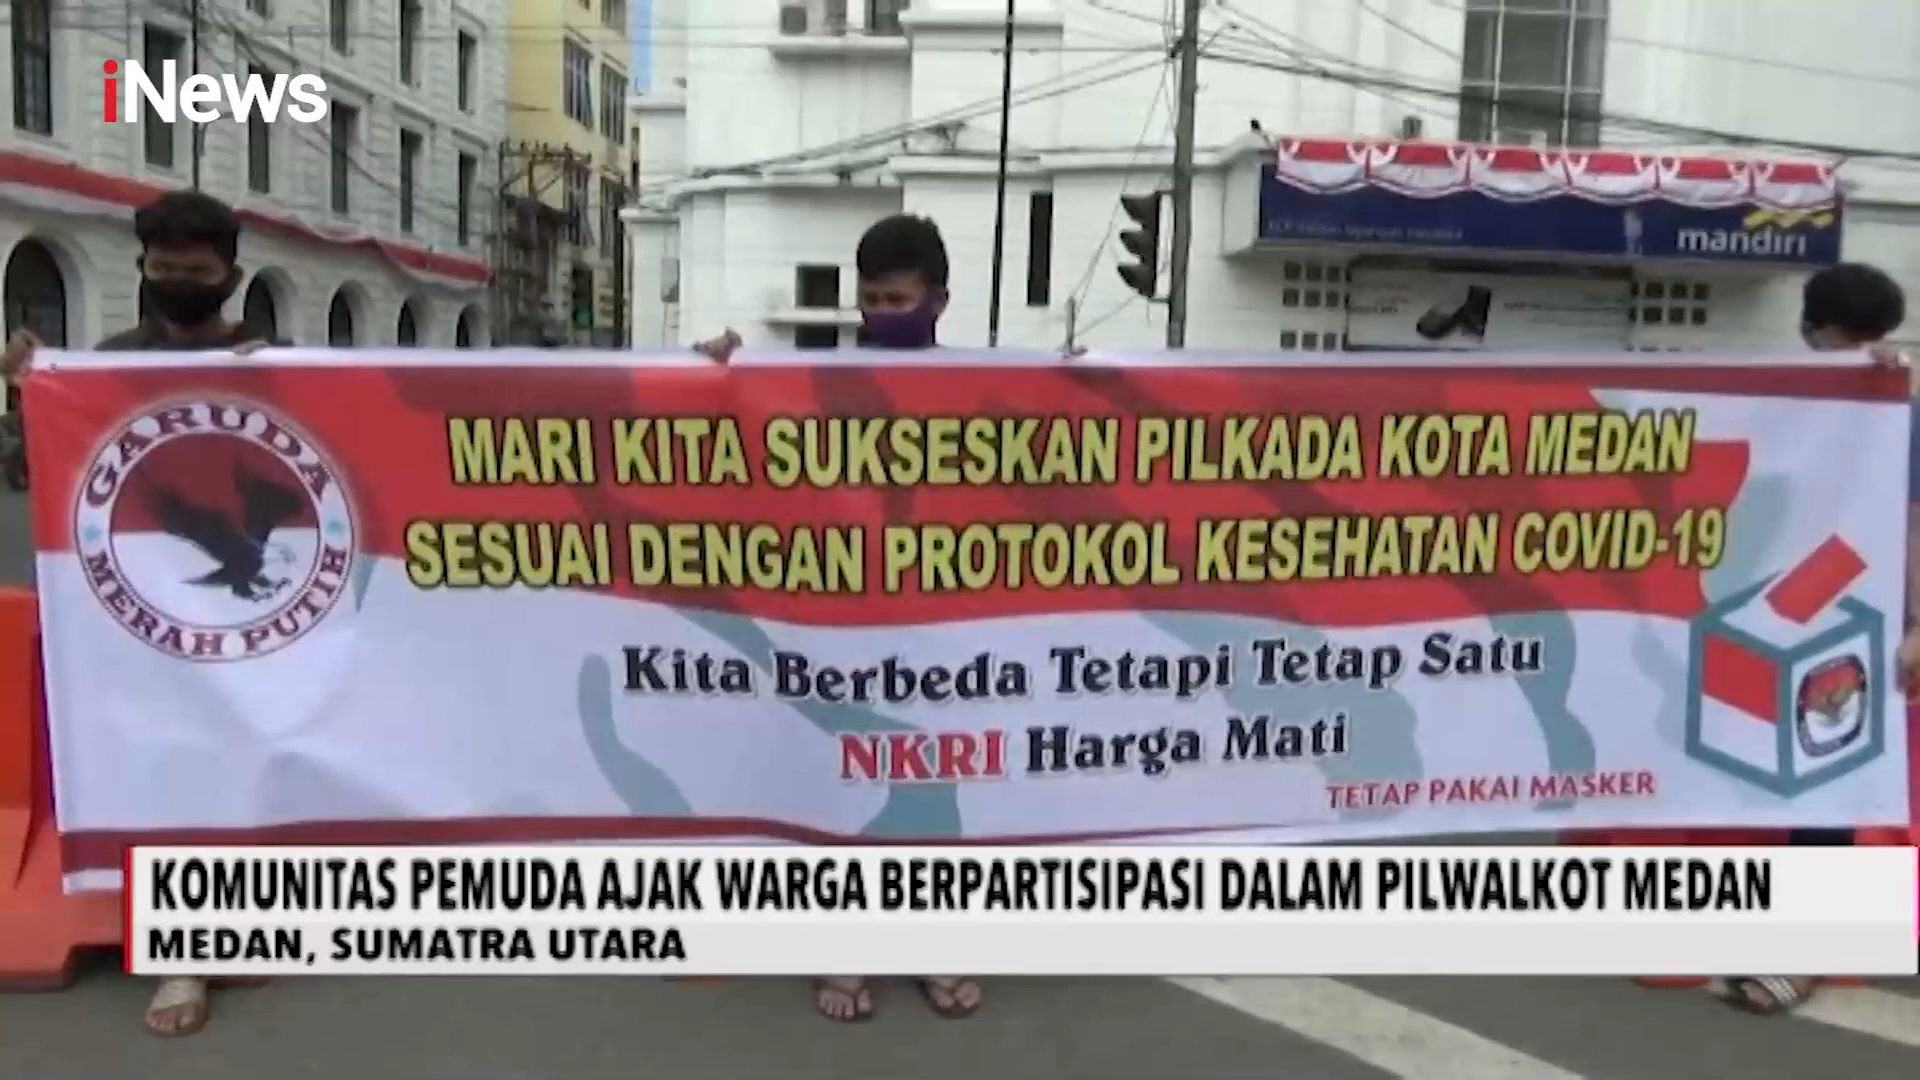 iNews
mandiri
GARUDA
MERAH PUTIH
MARI KITA SUKSESKAN PILKADA KOTA MEDAN
SESUAI DENGAN PROTOKOL KESEHATAN COVID-19
Kita Berbeda Tetapi Tetap Satu
NKRI Harga Mati
TETAP PAKAI MASKER
KOMUNITAS PEMUDA AJAK WARGA BERPARTISIPASI DALAM PILWALKOT MEDAN
MEDAN, SUMATRA UTARA